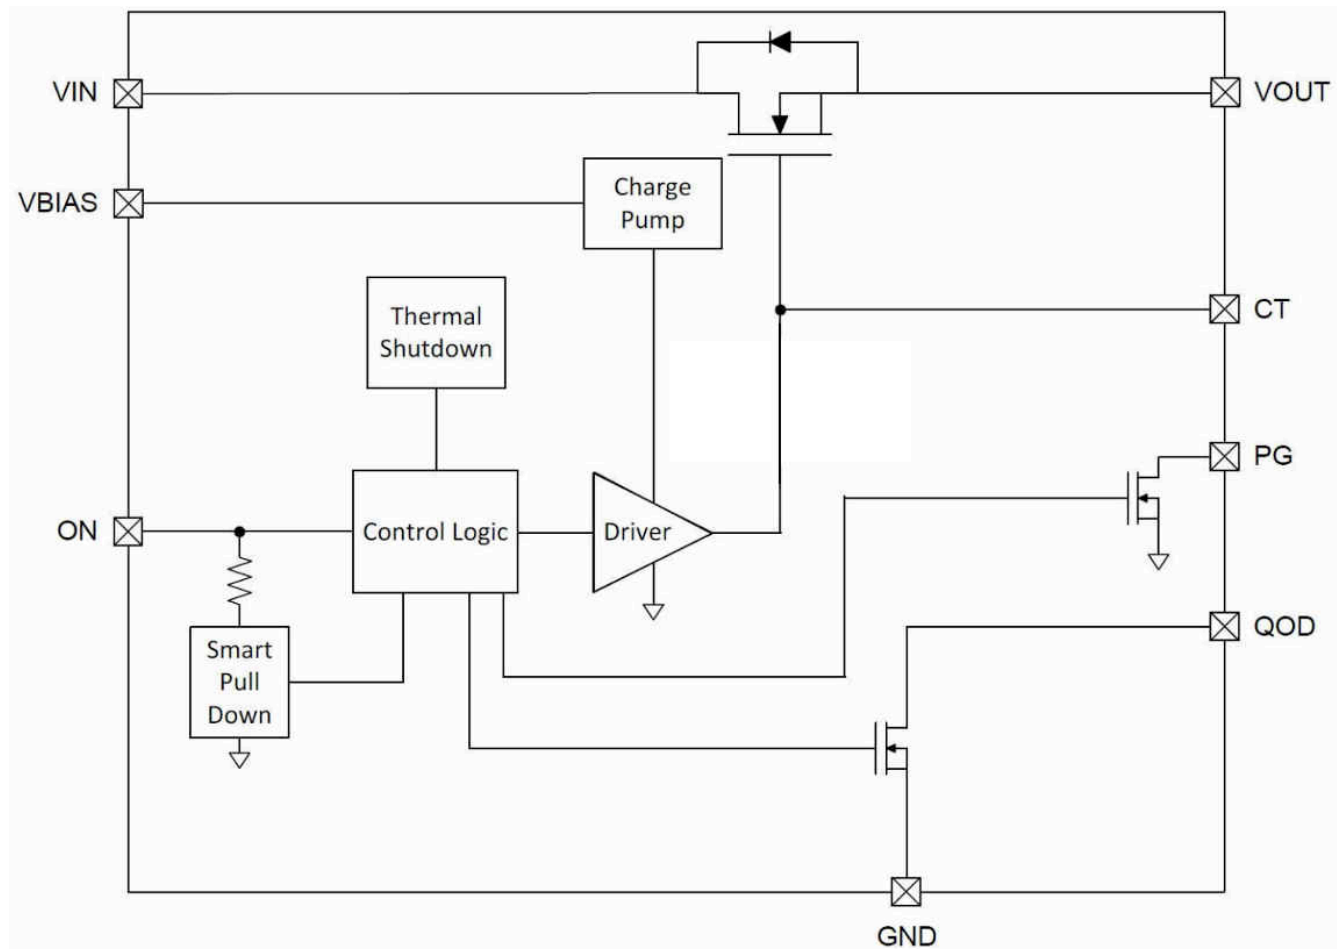 VIN
VOUT
VBIAS
Charge
Pump
CT
Thermal
Shutdown
PG
ON
Control Logic
Driver
QOD
Smart
Pull
Down
GND